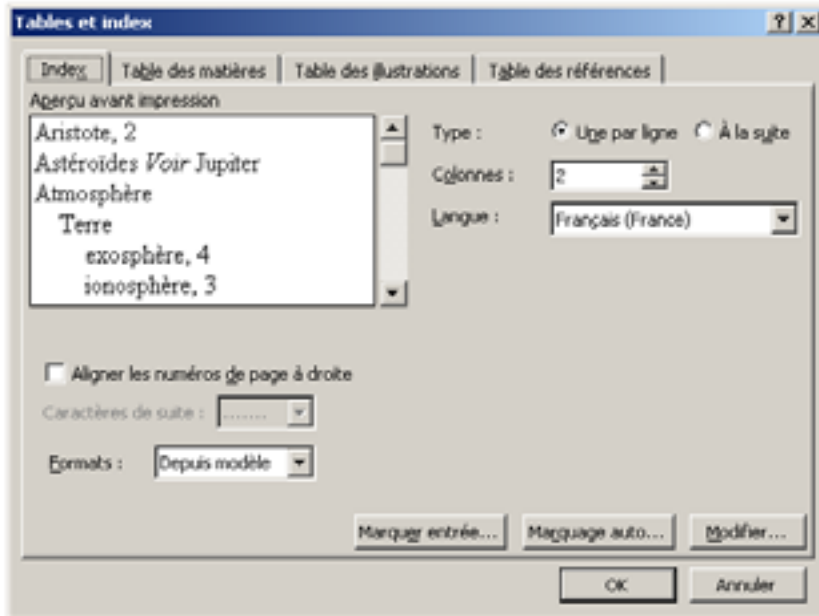 Tables et index
Index Table des matières Table des illustrations Table des références
Aperçu avant impression
Aristote, 2
Astéroïdes Voir Jupiter
Atmosphère
Terre
exosphère, 4
ionosphère, 3
Type : Une par ligne À la suite
Colonnes : 2
Langue : Français (France)
Aligner les numéros de page à droite
Caractères de suite : .......
Formats : Depuis modèle
Marquer entrée... Marquage auto... Modifier...
OK Annuler